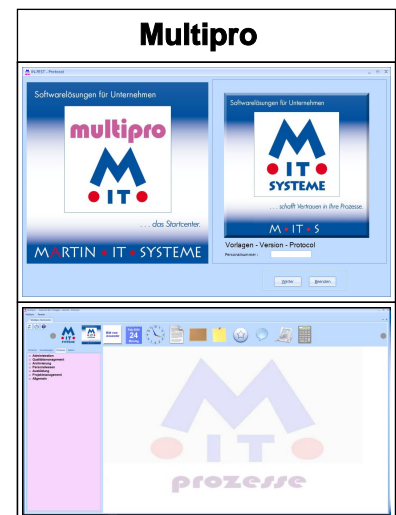 Multipro
IN-FEST - Protocol
Softwarelösungen für Unternehmen
multipro
M
IT
. . . das Startcenter.
MARTIN • IT • SYSTEME
Softwarelösungen für Unternehmen
M
IT
SYSTEME
. . . schafft Vertrauen in Ihre Prozesse.
M • IT • S
Vorlagen - Version - Protocol
Personalnummer :
Weiter
Beenden
24
Administration
Qualitätsmanagement
Archivierung
Personalwesen
Ausbildung
Projektmanagement
Allgemein
M
IT
prozesse